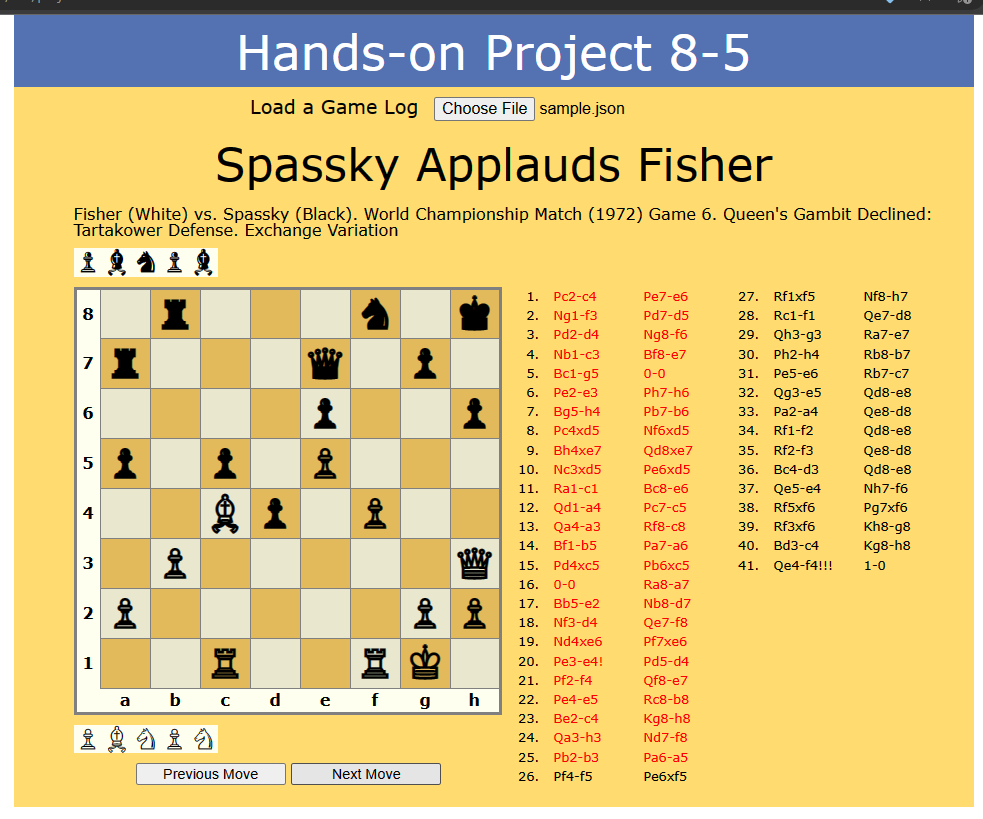 Hands-on Project 8-5
Load a Game Log Choose File sample.json
Spassky Applauds Fisher
Fisher (White) vs. Spassky (Black). World Championship Match (1972) Game 6. Queen's Gambit Declined:
Tartakower Defense. Exchange Variation
8
7
6
5
4
3
2
1
a b c d e f g h
Previous Move Next Move
1. Pc2-c4 Pe7-e6
2. Ng1-f3 Pd7-d5
3. Pd2-d4 Ng8-f6
4. Nb1-c3 Bf8-e7
5. Bc1-g5 0-0
6. Pe2-e3 Ph7-h6
7. Bg5-h4 Pb7-b6
8. Pc4xd5 Nf6xd5
9. Bh4xe7 Qd8xe7
10. Nc3xd5 Pe6xd5
11. Ra1-c1 Bc8-e6
12. Qd1-a4 Pc7-c5
13. Qa4-a3 Rf8-c8
14. Bf1-b5 Pa7-a6
15. Pd4xc5 Pb6xc5
16. 0-0 Ra8-a7
17. Bb5-e2 Nb8-d7
18. Nf3-d4 Qe7-f8
19. Nd4xe6 Pf7xe6
20. Pe3-e4! Pd5-d4
21. Pf2-f4 Qf8-e7
22. Pe4-e5 Rc8-b8
23. Be2-c4 Kg8-h8
24. Qa3-h3 Nd7-f8
25. Pb2-b3 Pa6-a5
26. Pf4-f5 Pe6xf5
27. Rf1xf5 Nf8-h7
28. Rc1-f1 Qe7-d8
29. Qh3-g3 Ra7-e7
30. Ph2-h4 Rb8-b7
31. Pe5-e6 Rb7-c7
32. Qg3-e5 Qd8-e8
33. Pa2-a4 Qe8-d8
34. Rf1-f2 Qd8-e8
35. Rf2-f3 Qe8-d8
36. Bc4-d3 Qd8-e8
37. Qe5-e4 Nh7-f6
38. Rf5xf6 Pg7xf6
39. Rf3xf6 Kh8-g8
40. Bd3-c4 Kg8-h8
41. Qe4-f4!!! 1-0